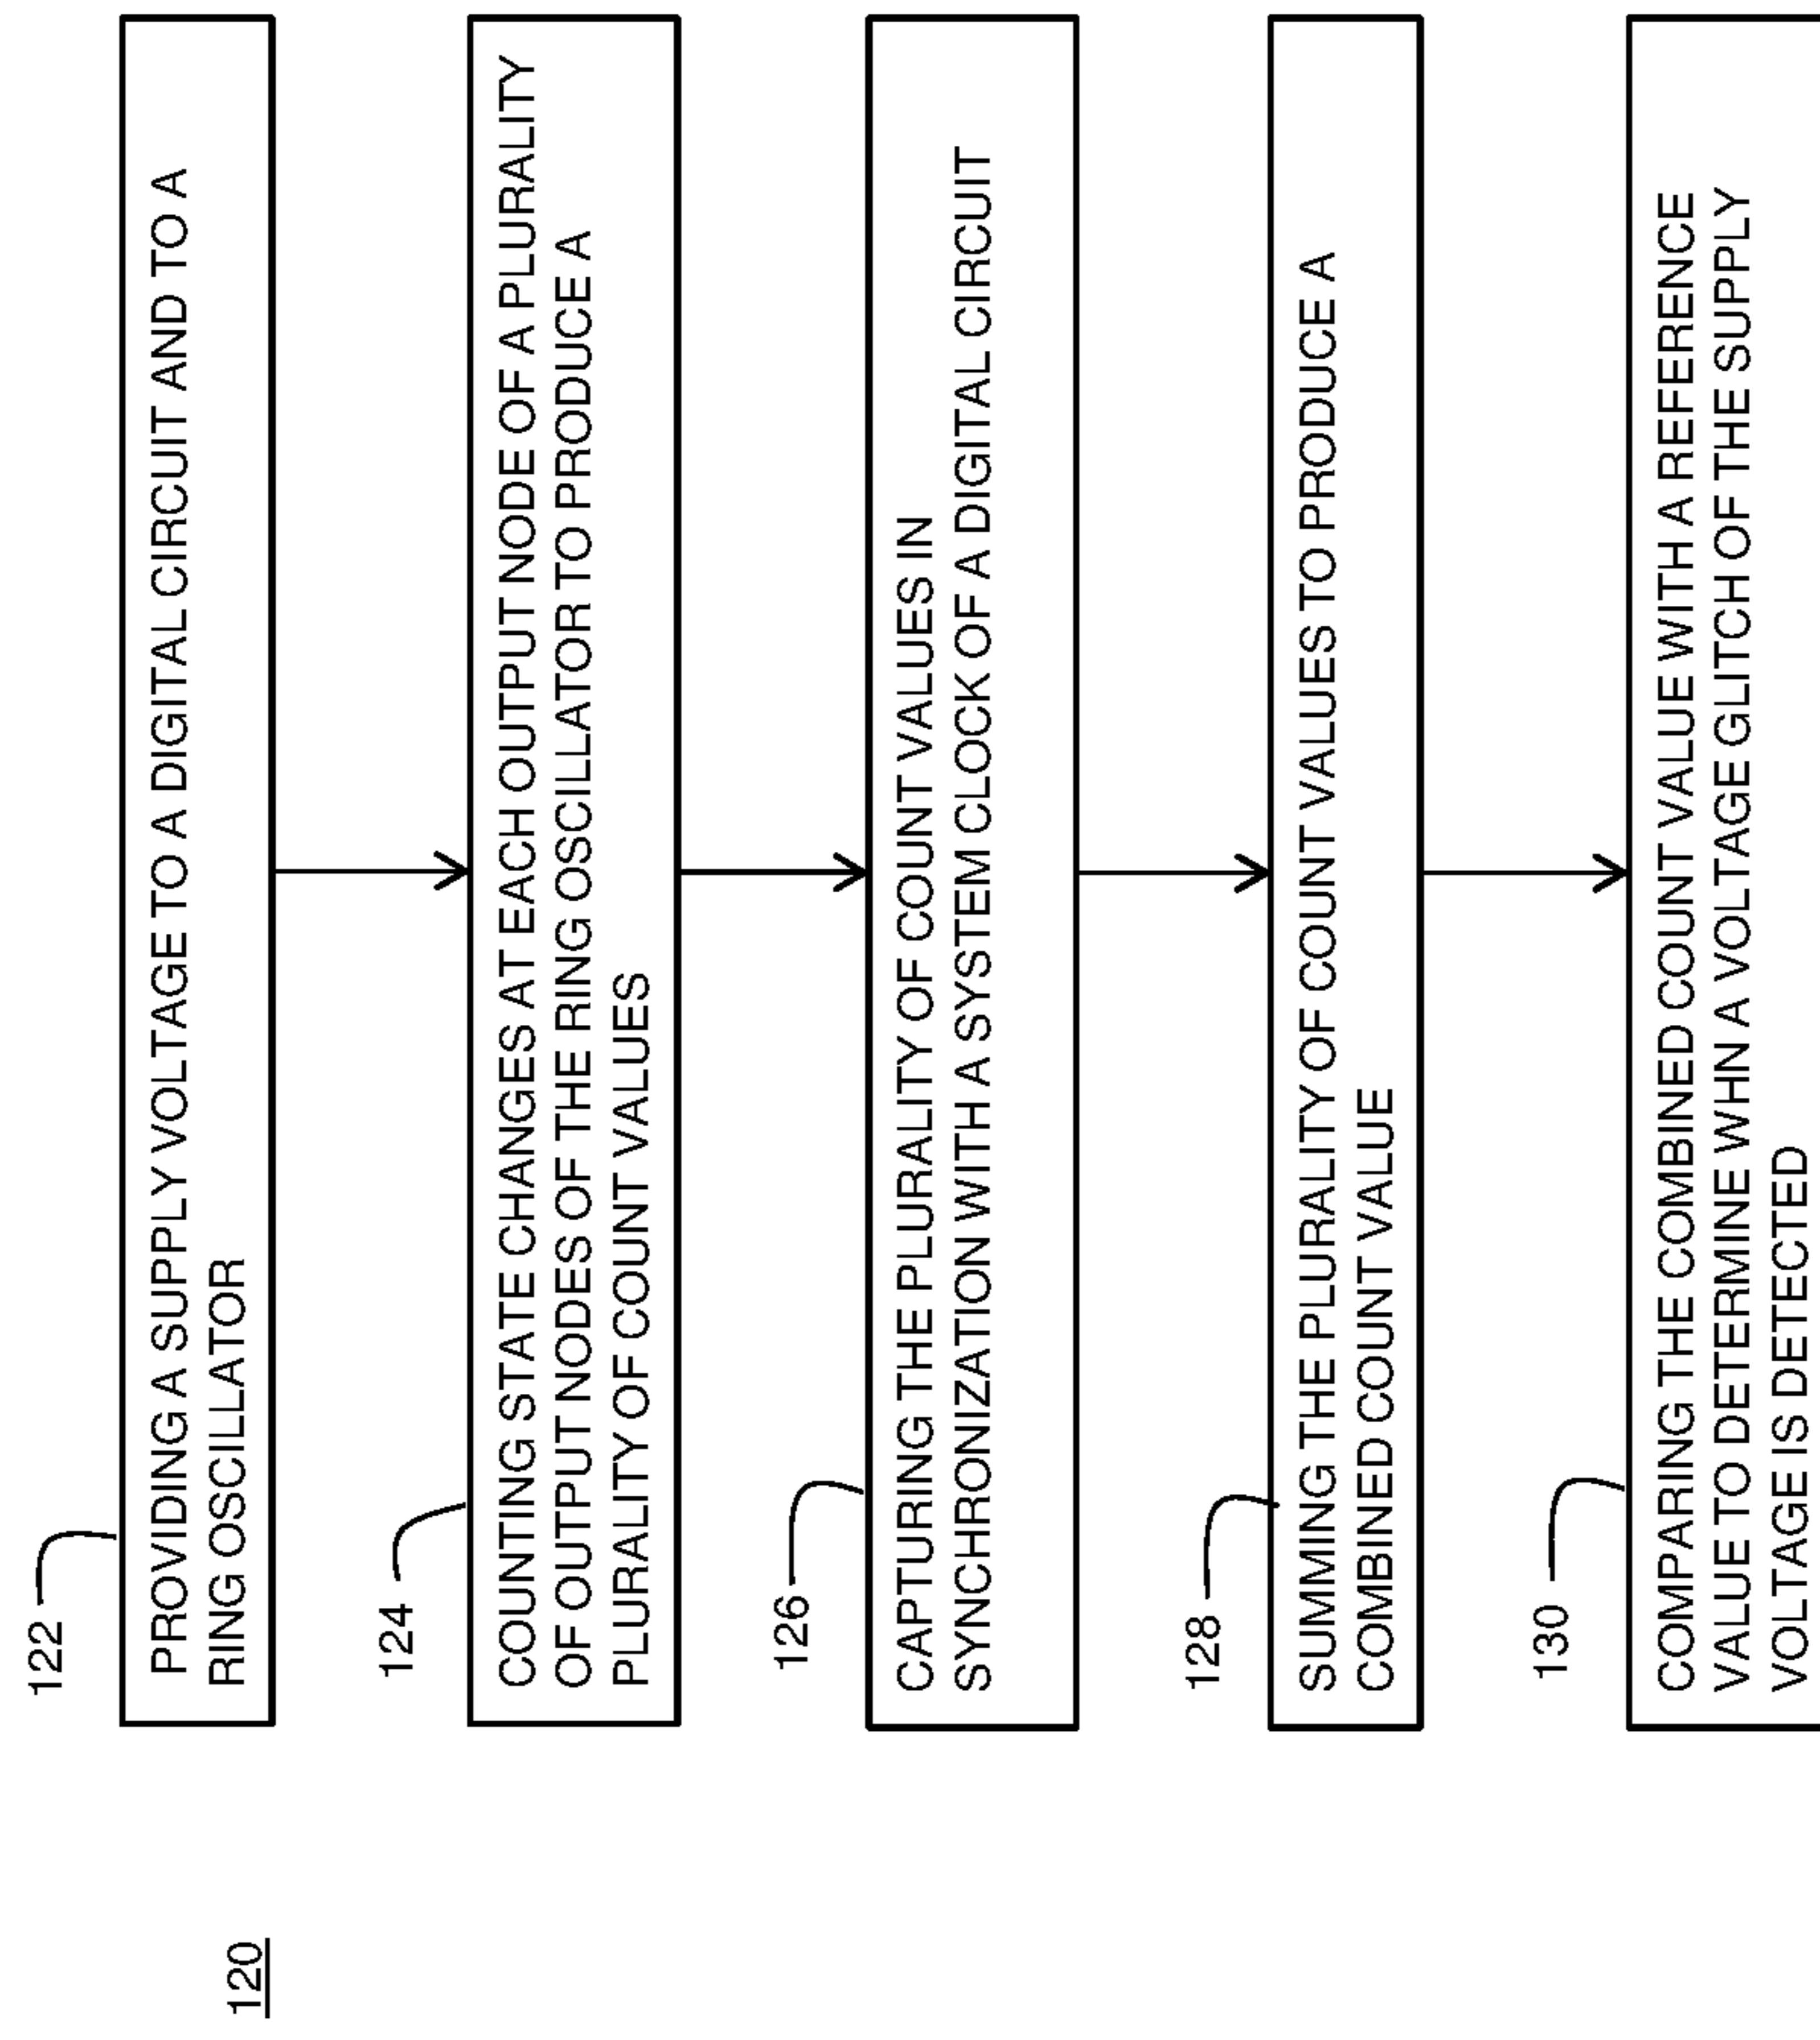 120
122
PROVIDING A SUPPLY VOLTAGE TO A DIGITAL CIRCUIT AND TO A
RING OSCILLATOR
124
COUNTING STATE CHANGES AT EACH OUTPUT NODE OF A PLURALITY
OF OUTPUT NODES OF THE RING OSCILLATOR TO PRODUCE A
PLURALITY OF COUNT VALUES
126
CAPTURING THE PLURALITY OF COUNT VALUES IN
SYNCHRONIZATION WITH A SYSTEM CLOCK OF A DIGITAL CIRCUIT
128
SUMMING THE PLURALITY OF COUNT VALUES TO PRODUCE A
COMBINED COUNT VALUE
130
COMPARING THE COMBINED COUNT VALUE WITH A REFERENCE
VALUE TO DETERMINE WHN A VOLTAGE GLITCH OF THE SUPPLY
VOLTAGE IS DETECTED